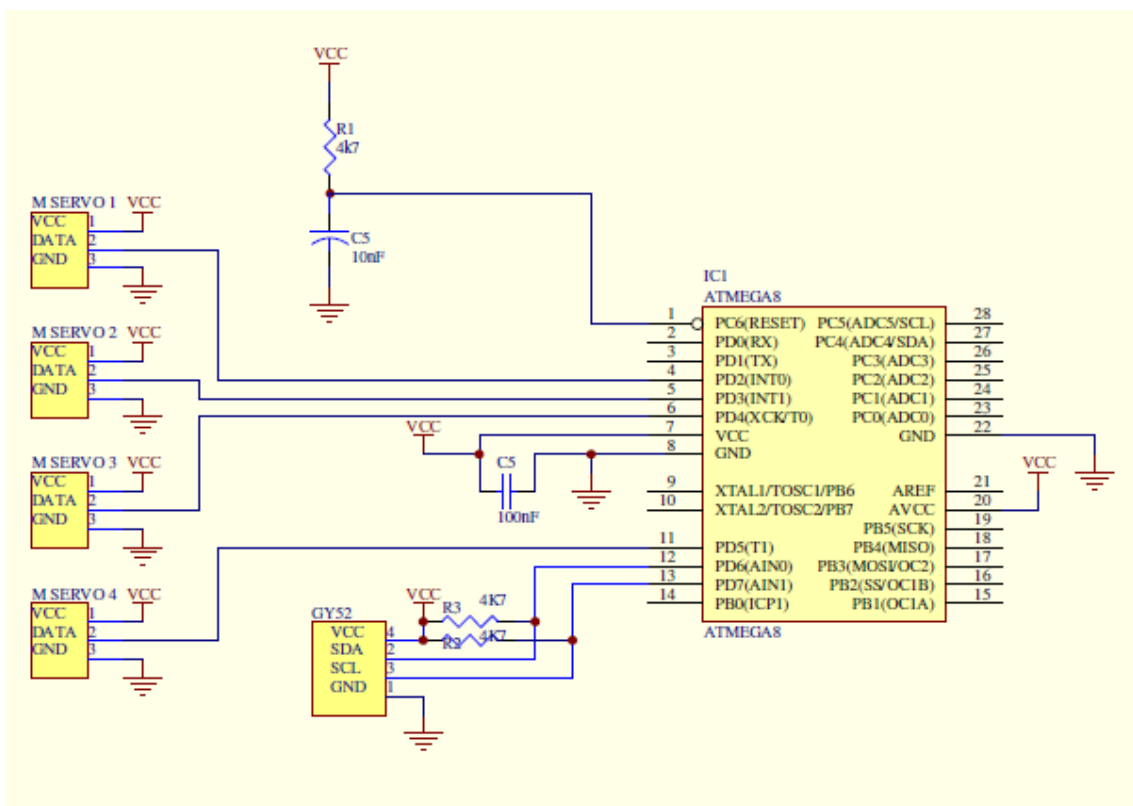 VCC
R1
4k7
C5
10nF
M SERVO 1 VCC
VCC 1
DATA 2
GND 3
M SERVO 2 VCC
VCC 1
DATA 2
GND 3
M SERVO 3 VCC
VCC 1
DATA 2
GND 3
M SERVO 4 VCC
VCC 1
DATA 2
GND 3
VCC
C5
100nF
VCC
R3 4K7
R2 4K7
GY52
VCC 4
SDA 2
SCL 3
GND 1
IC1
ATMEGA8
1 PC6(RESET) PC5(ADC5/SCL) 28
2 PD0(RX) PC4(ADC4/SDA) 27
3 PD1(TX) PC3(ADC3) 26
4 PD2(INT0) PC2(ADC2) 25
5 PD3(INT1) PC1(ADC1) 24
6 PD4(XCK/T0) PC0(ADC0) 23
7 VCC GND 22
8 GND
VCC
9 XTAL1/TOSC1/PB6 AREF 21
10 XTAL2/TOSC2/PB7 AVCC 20
PB5(SCK) 19
11 PD5(T1) PB4(MISO) 18
12 PD6(AIN0) PB3(MOSI/OC2) 17
13 PD7(AIN1) PB2(SS/OC1B) 16
14 PB0(ICP1) PB1(OC1A) 15
ATMEGA8